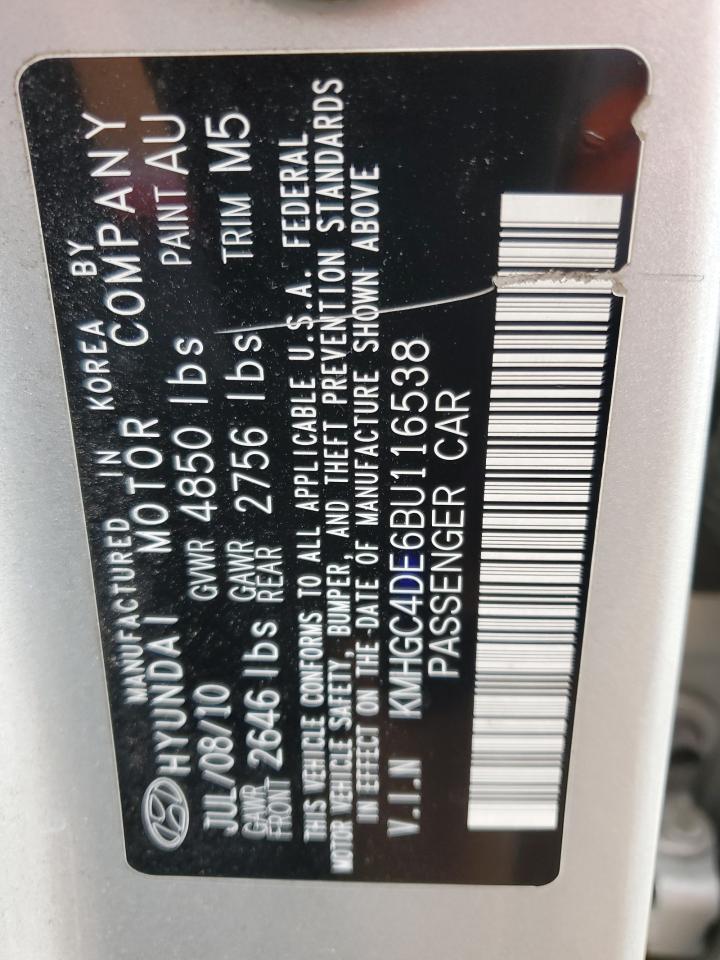 MANUFACTURED IN KOREA BY
HYUNDAI MOTOR COMPANY
JUL/08/10 GVWR 4850 lbs PAINT AU
GAWR FRONT 2646 lbs GAWR REAR 2756 lbs TRIM M5
THIS VEHICLE CONFORMS TO ALL APPLICABLE U.S.A. FEDERAL
MOTOR VEHICLE SAFETY, BUMPER, AND THEFT PREVENTION STANDARDS
IN EFFECT ON THE DATE OF MANUFACTURE SHOWN ABOVE
V.I.N KMHGC4DE6BU116538
PASSENGER CAR